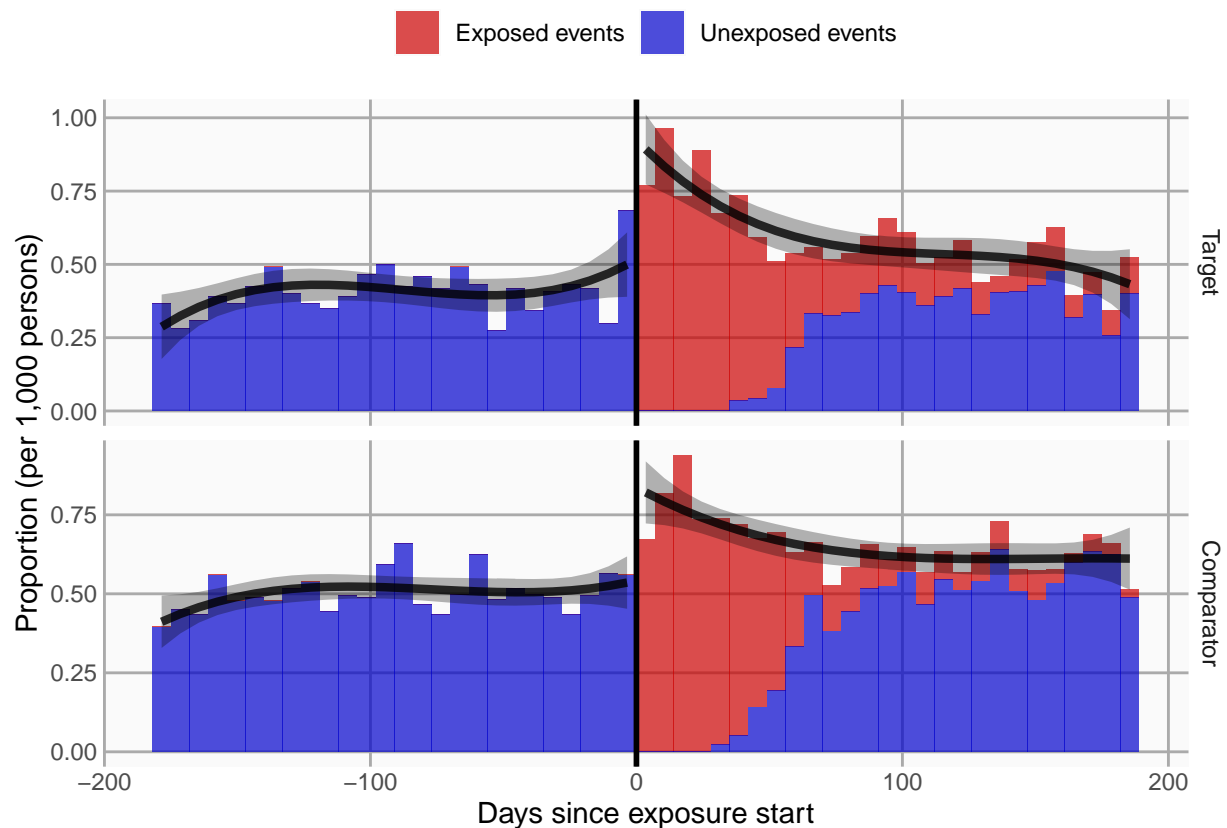 Exposed events Unexposed events
Proportion (per 1,000 persons)
1.00
0.75
0.50
0.25
0.00
Target
0.75
0.50
0.25
0.00
Comparator
−200 −100 0 100 200
Days since exposure start